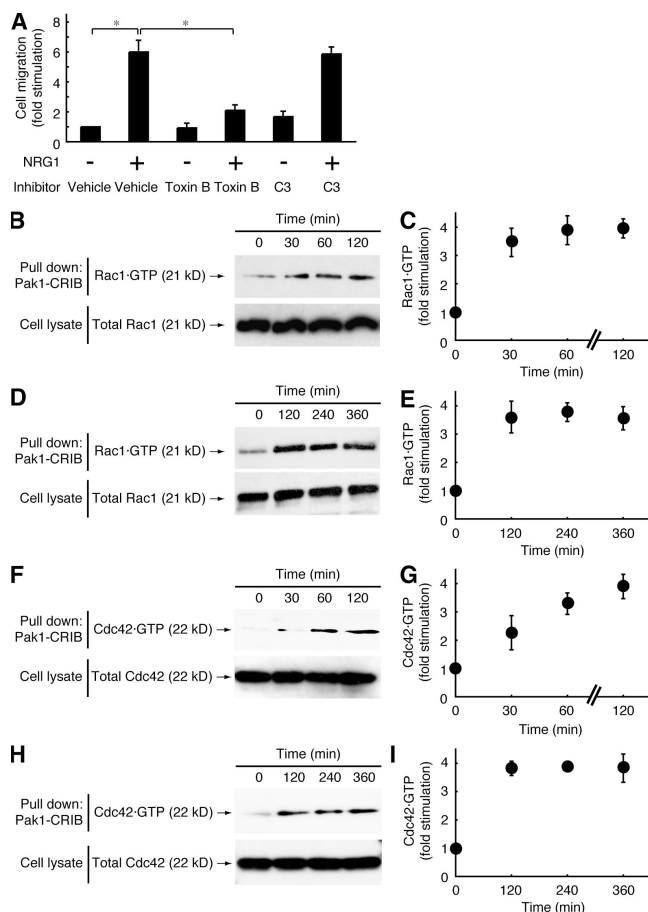 A
Cell migration
(fold stimulation)
8
6
4
2
0
* *
NRG1 - + - + - +
Inhibitor Vehicle Vehicle Toxin B Toxin B C3 C3
B
Time (min)
0 30 60 120
Pull down:
Pak1-CRIB
Rac1·GTP (21 kD) →
Cell lysate Total Rac1 (21 kD) →
C
Rac1·GTP
(fold stimulation)
4
3
2
1
0
0 30 60 120
Time (min)
D
Time (min)
0 120 240 360
Pull down:
Pak1-CRIB
Rac1·GTP (21 kD) →
Cell lysate Total Rac1 (21 kD) →
E
Rac1·GTP
(fold stimulation)
4
3
2
1
0
0 120 240 360
Time (min)
F
Time (min)
0 30 60 120
Pull down:
Pak1-CRIB
Cdc42·GTP (22 kD) →
Cell lysate Total Cdc42 (22 kD) →
G
Cdc42·GTP
(fold stimulation)
4
3
2
1
0
0 30 60 120
Time (min)
H
Time (min)
0 120 240 360
Pull down:
Pak1-CRIB
Cdc42·GTP (22 kD) →
Cell lysate Total Cdc42 (22 kD) →
I
Cdc42·GTP
(fold stimulation)
4
3
2
1
0
0 120 240 360
Time (min)